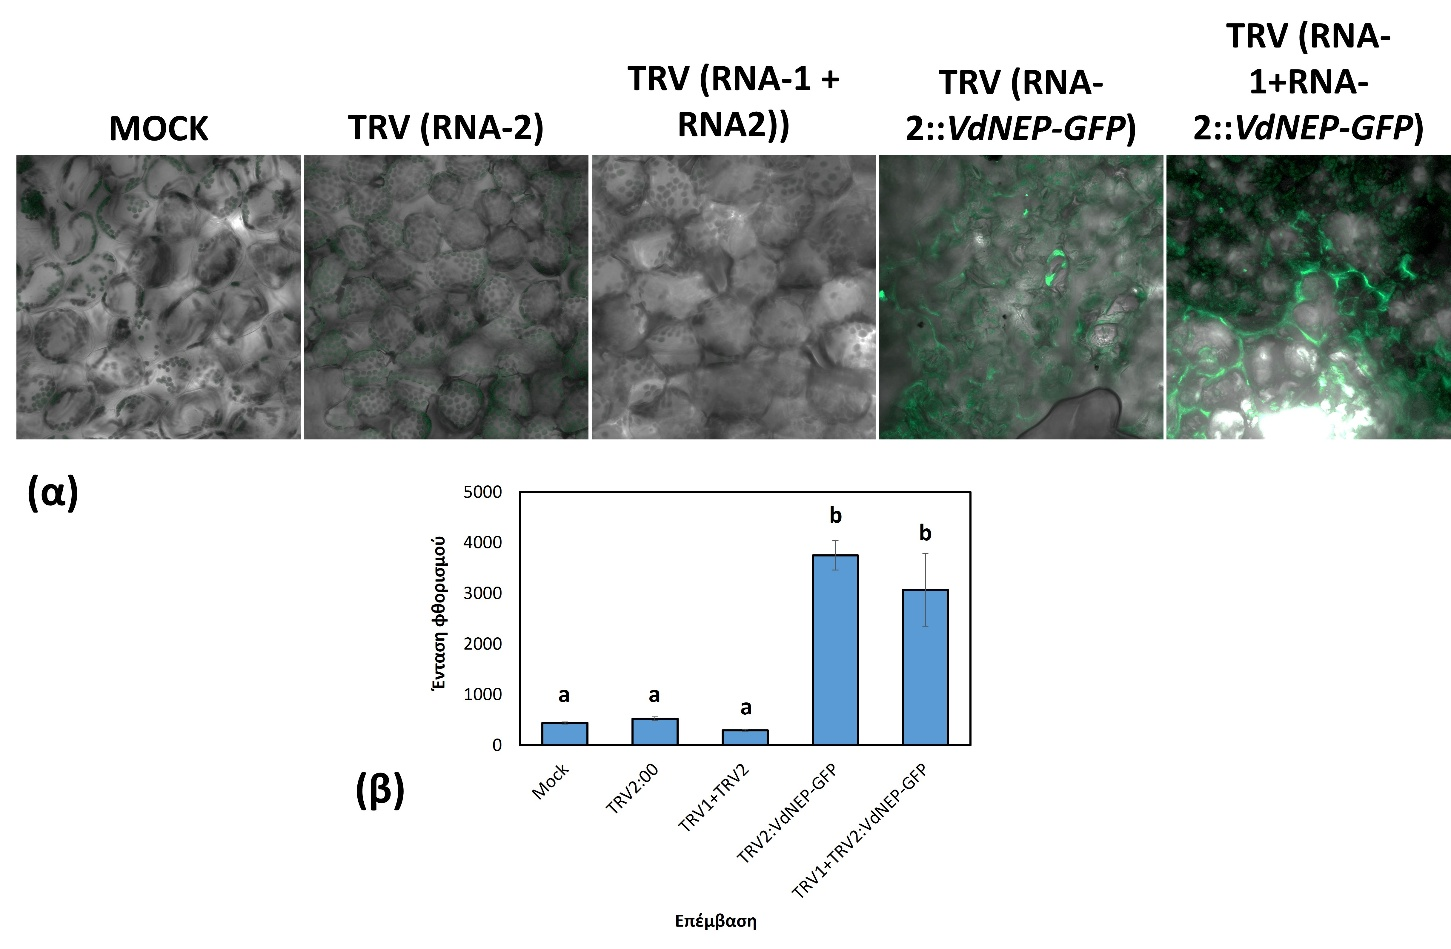 MOCK
TRV (RNA-2)
TRV (RNA-1 +
RNA2))
TRV (RNA-
2::VdNEP-GFP)
TRV (RNA-
1+RNA-
2::VdNEP-GFP)
(α)
5000
4000
3000
2000
1000
0
Ένταση φθορισμού
a
a
a
b
b
Mock
TRV2:00
TRV1+TRV2
TRV2:VdNEP-GFP
TRV1+TRV2:VdNEP-GFP
(β)
Επέμβαση